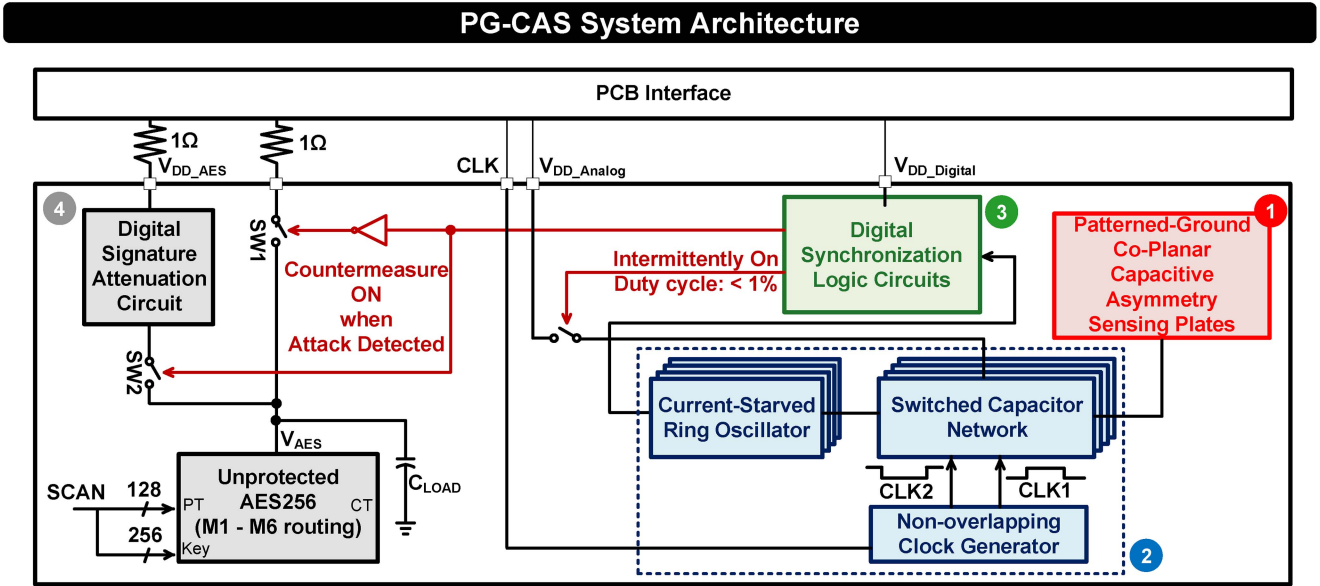 PG-CAS System Architecture
PCB Interface
1Ω
1Ω
VDD_AES
CLK
VDD_Analog
VDD_Digital
4
Digital
Signature
Attenuation
Circuit
SW1
SW2
Countermeasure
ON
when
Attack Detected
Intermittently On
Duty cycle: < 1%
3
Digital
Synchronization
Logic Circuits
1
Patterned-Ground
Co-Planar
Capacitive
Asymmetry
Sensing Plates
Current-Starved
Ring Oscillator
Switched Capacitor
Network
CLK2
CLK1
Non-overlapping
Clock Generator
2
VAES
CLOAD
SCAN
128
256
PT
Key
CT
Unprotected
AES256
(M1 - M6 routing)